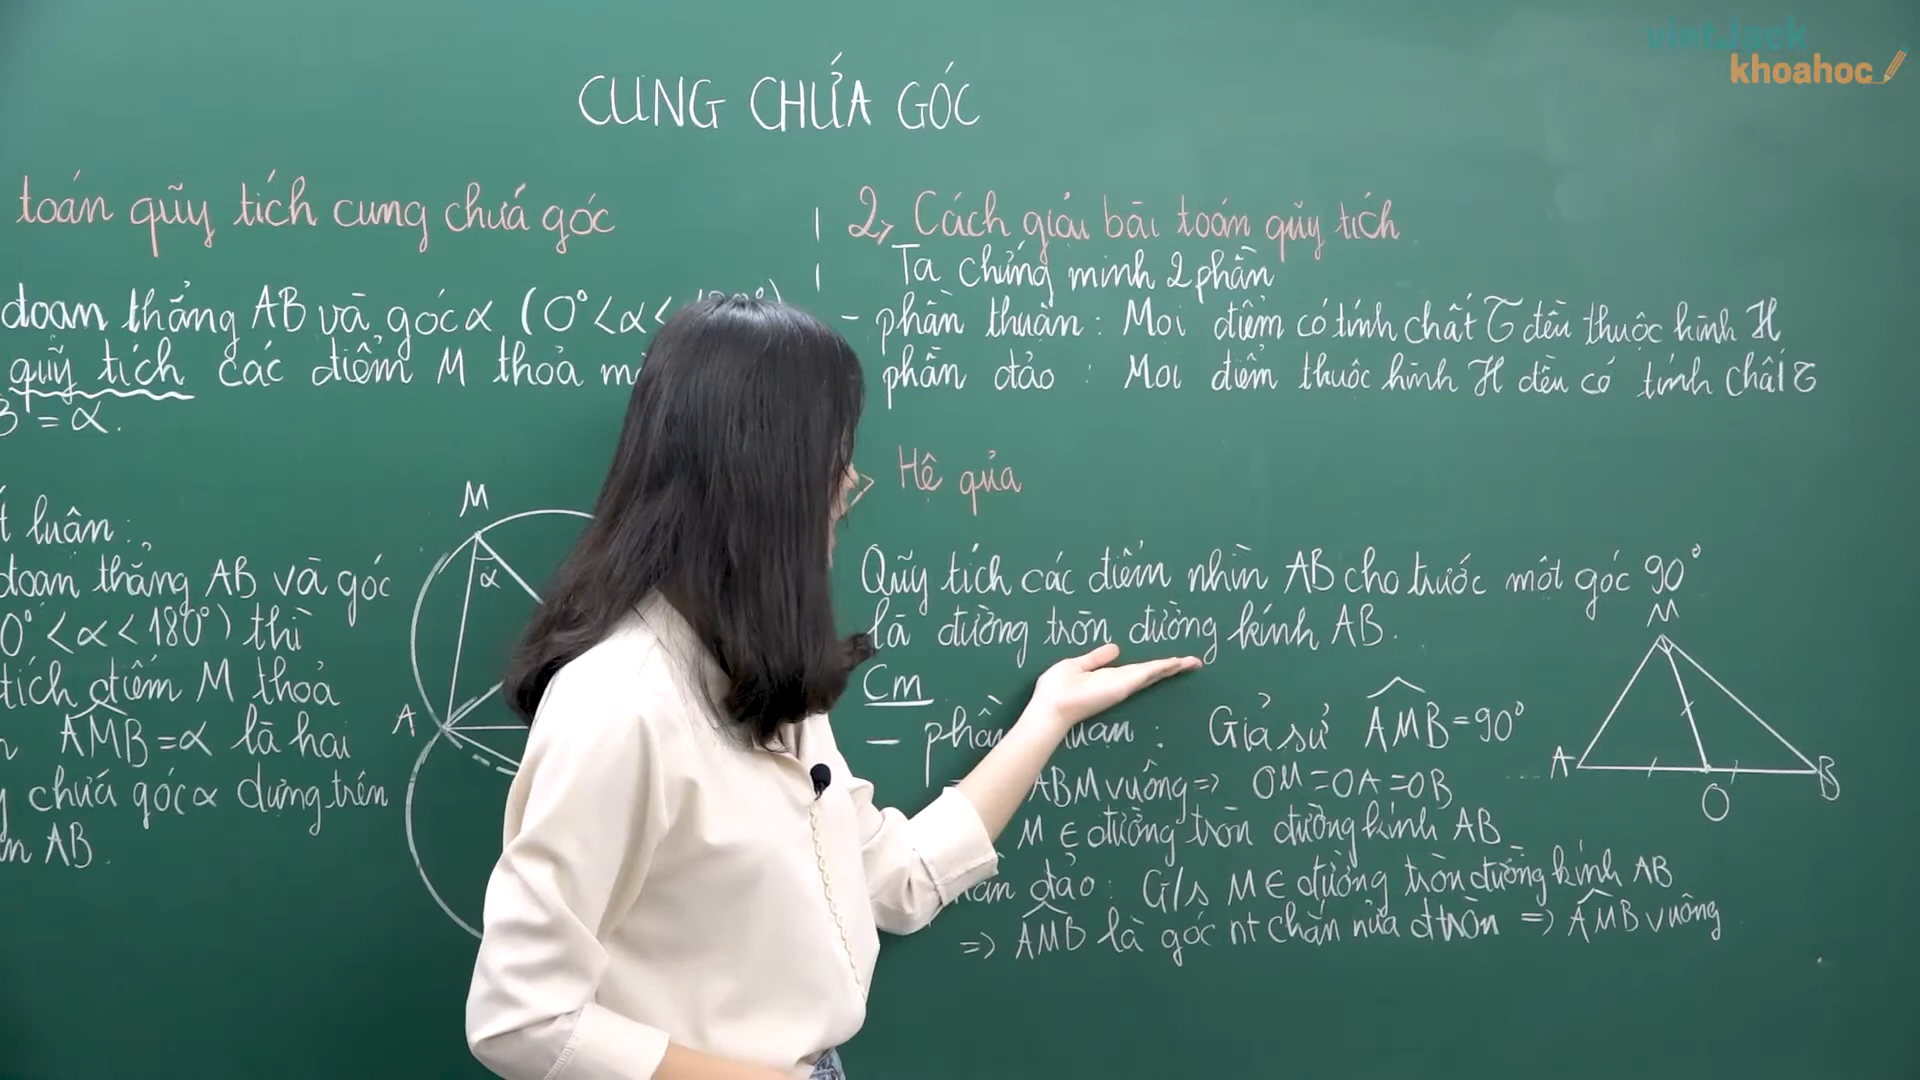 vietJack
khoahoc
CUNG CHỨA GÓC
toán quỹ tích cung chứa góc
đoạn thẳng AB và góc α (0° < α <
quỹ tích các điểm M thoả
= α.
luận:
đoạn thẳng AB và góc
0° < α < 180°) thì
tích điểm M thoả
AMB = α là hai
chứa góc α dựng trên
AB.
M
α
A
2, Cách giải bài toán quỹ tích
Ta chứng minh 2 phần
- phần thuận : Mọi điểm có tính chất T đều thuộc hình H
phần đảo : Mọi điểm thuộc hình H đều có tính chất T
Hệ quả
Quỹ tích các điểm nhìn AB cho trước một góc 90°
là đường tròn đường kính AB.
Cm
- phần : Giả sử AMB = 90°
ABM vuông => OM = OA = OB
M ∈ đường tròn đường kính AB
đảo : G/s M ∈ đường tròn đường kính AB
=> AMB là góc nt chắn nửa đtròn => AMB vuông
M
A
B
O